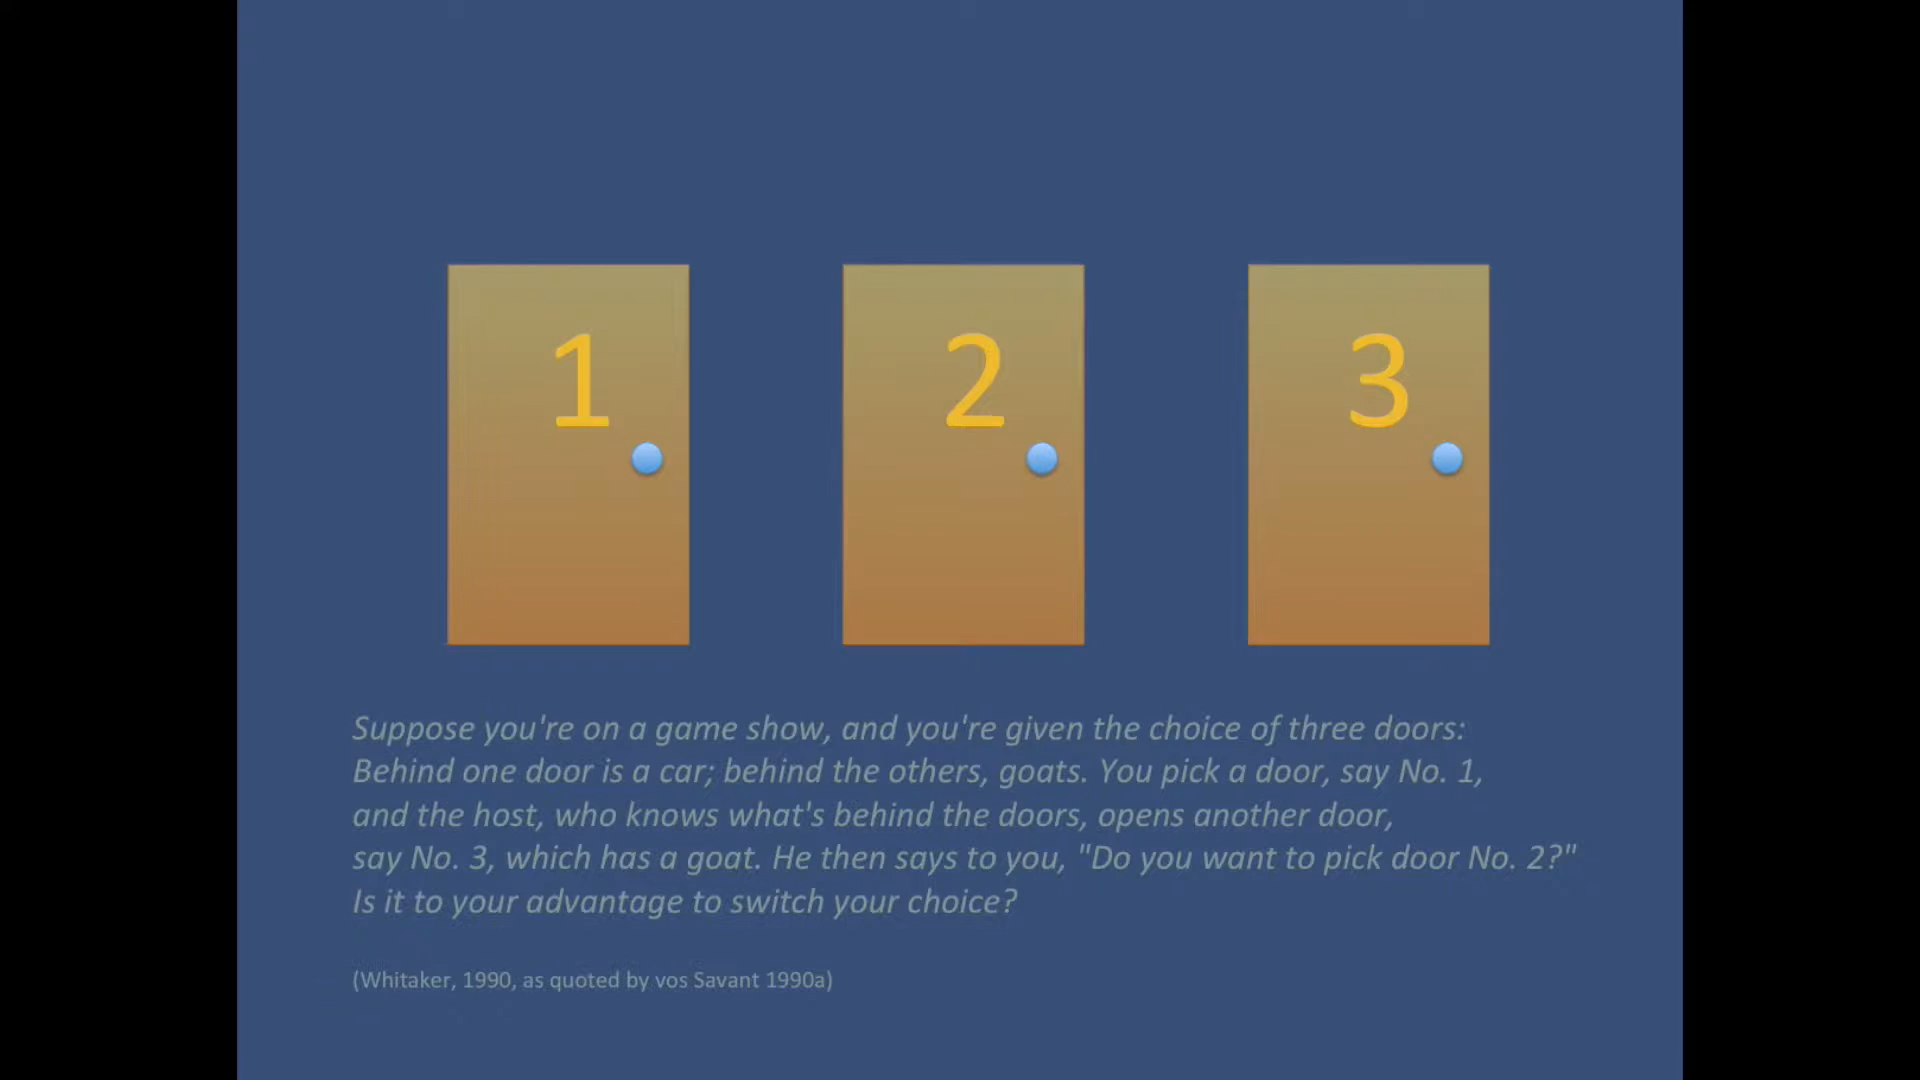 1 2 3
Suppose you're on a game show, and you're given the choice of three doors:
Behind one door is a car; behind the others, goats. You pick a door, say No. 1,
and the host, who knows what's behind the doors, opens another door,
say No. 3, which has a goat. He then says to you, "Do you want to pick door No. 2?"
Is it to your advantage to switch your choice?
(Whitaker, 1990, as quoted by vos Savant 1990a)